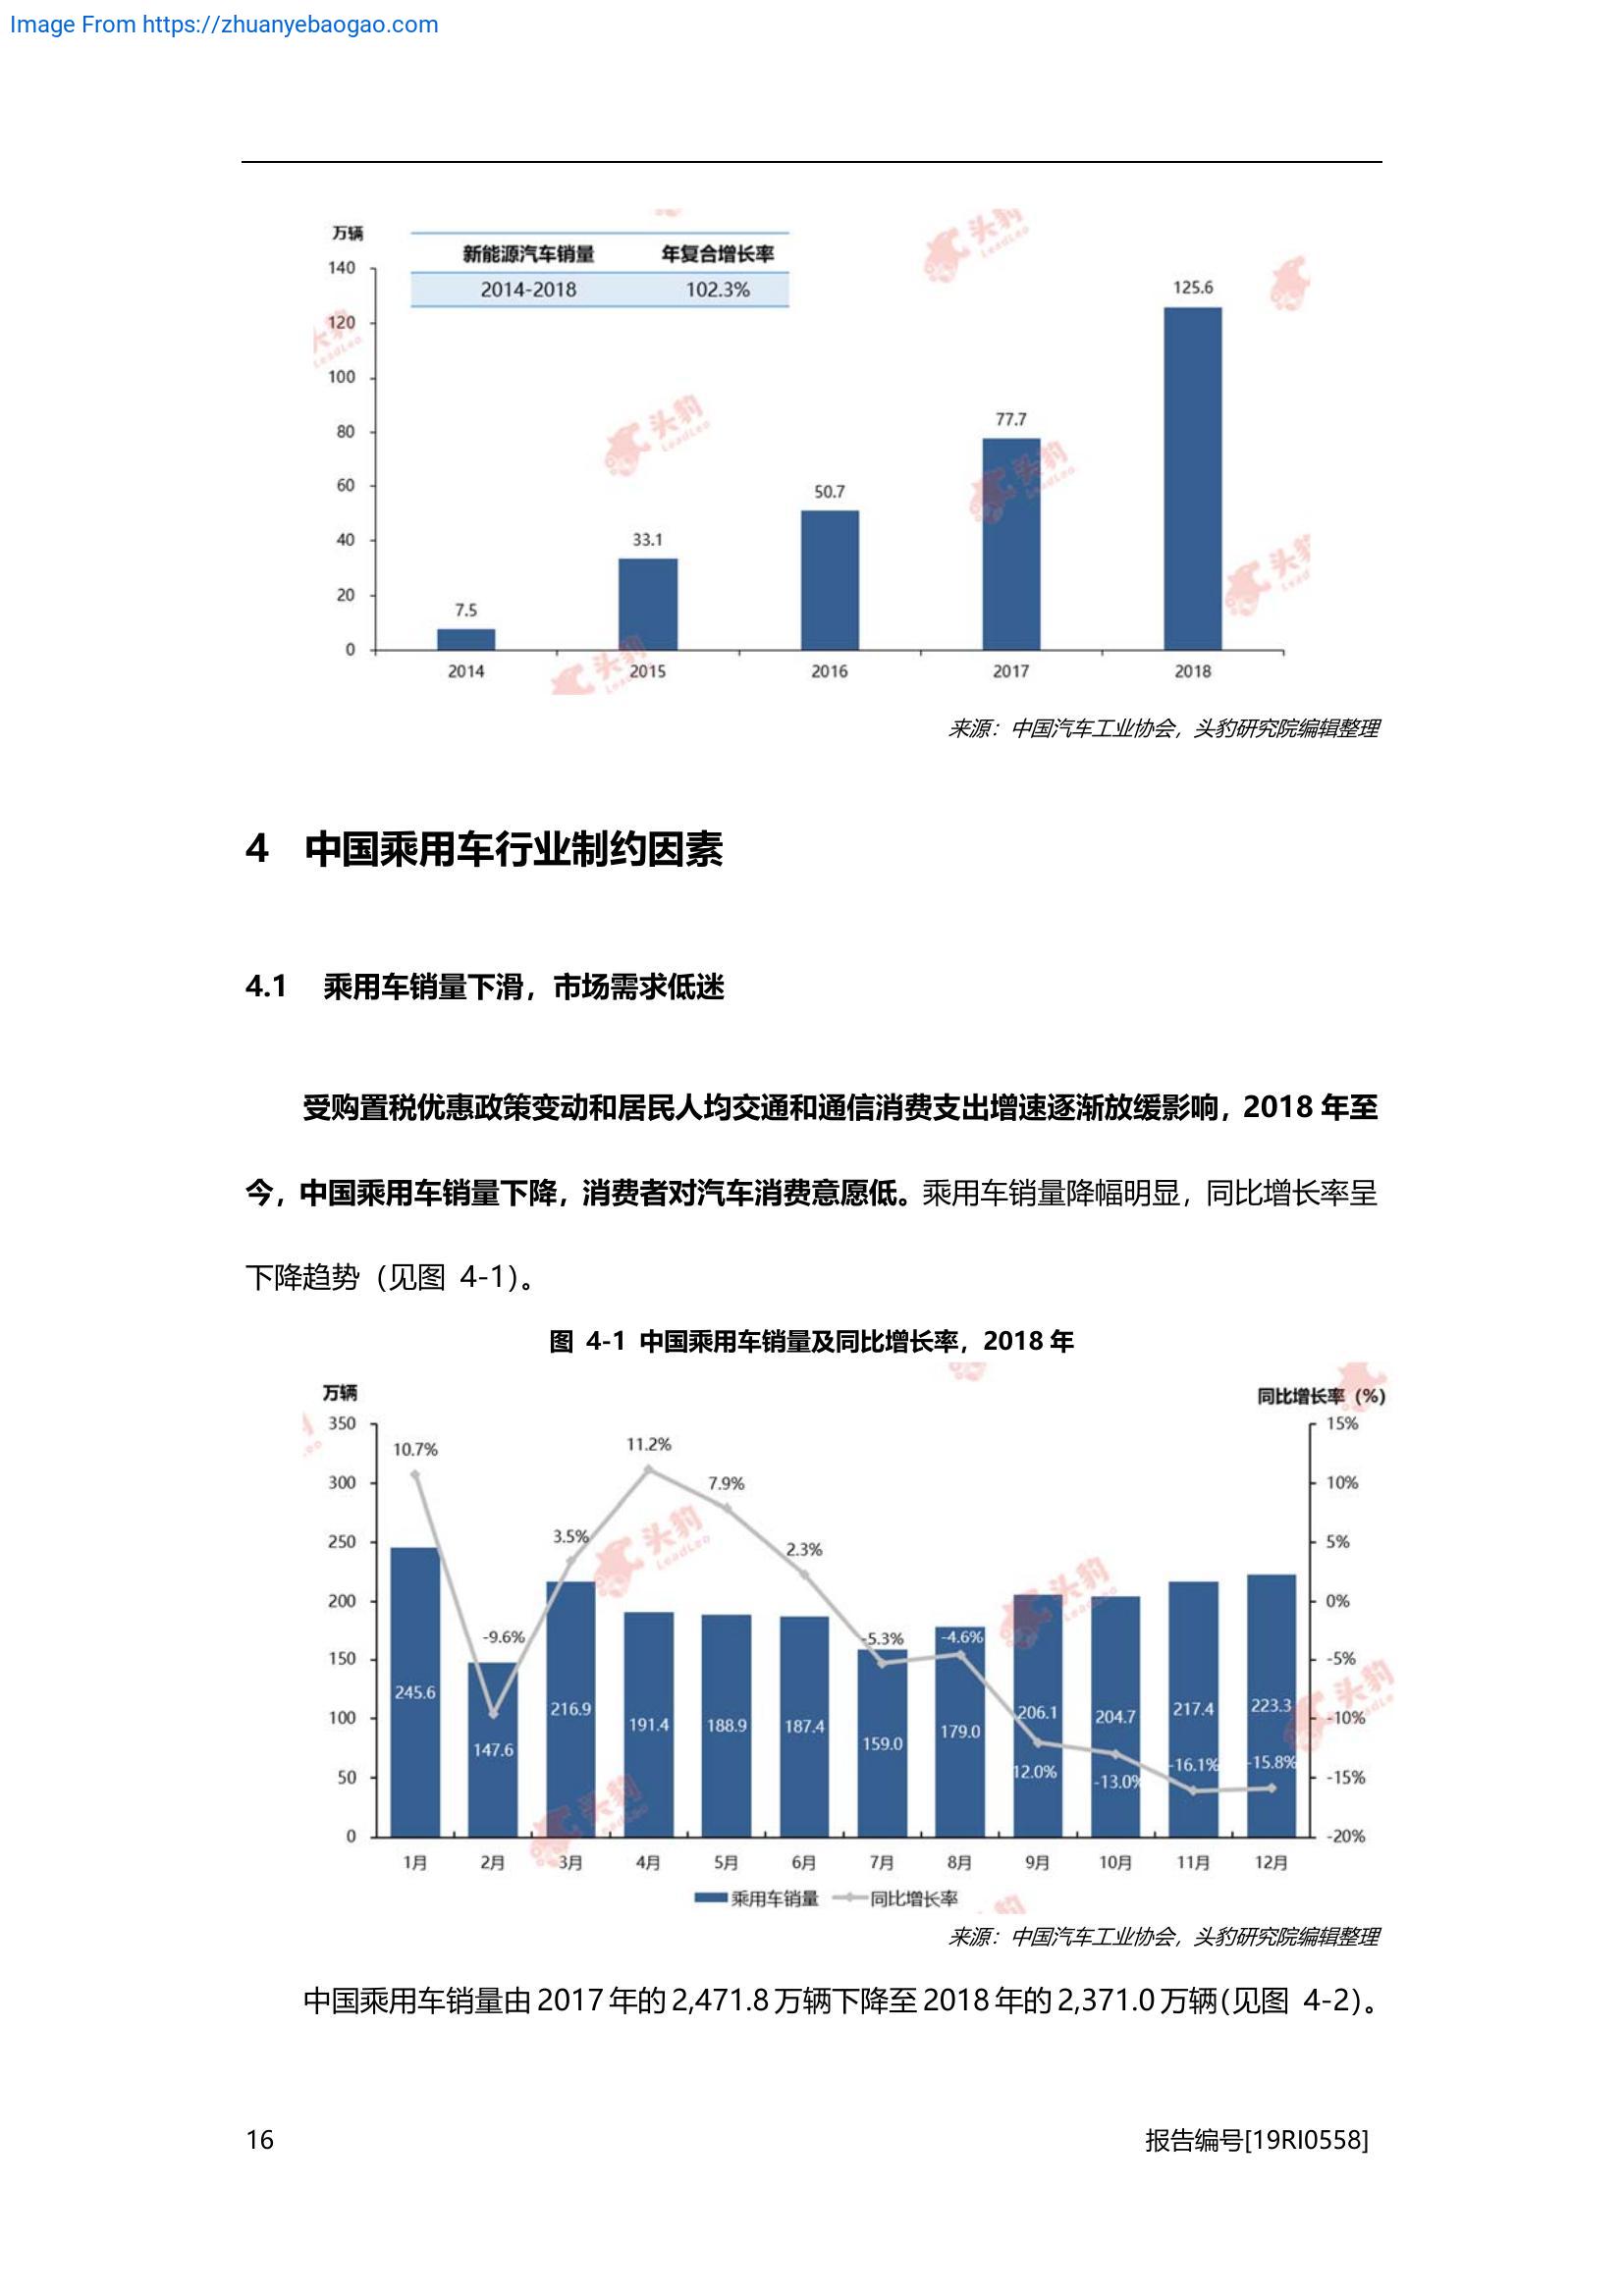 Image From https://zhuanyebaogao.com
万辆
新能源汽车销量 年复合增长率
2014-2018 102.3%
140
120
100
80
60
40
20
0
7.5
33.1
50.7
77.7
125.6
2014 2015 2016 2017 2018
头豹
LeadLeo
来源：中国汽车工业协会，头豹研究院编辑整理
4 中国乘用车行业制约因素
4.1 乘用车销量下滑，市场需求低迷
受购置税优惠政策变动和居民人均交通和通信消费支出增速逐渐放缓影响，2018 年至
今，中国乘用车销量下降，消费者对汽车消费意愿低。乘用车销量降幅明显，同比增长率呈
下降趋势（见图 4-1）。
图 4-1 中国乘用车销量及同比增长率，2018 年
万辆
同比增长率（%）
350
300
250
200
150
100
50
0
15%
10%
5%
0%
-5%
-10%
-15%
-20%
10.7% -9.6% 3.5% 11.2% 7.9% 2.3% -5.3% -4.6% 12.0% -13.0% -16.1% -15.8%
245.6 147.6 216.9 191.4 188.9 187.4 159.0 179.0 206.1 204.7 217.4 223.3
1月 2月 3月 4月 5月 6月 7月 8月 9月 10月 11月 12月
乘用车销量 同比增长率
头豹
LeadLeo
来源：中国汽车工业协会，头豹研究院编辑整理
中国乘用车销量由 2017 年的 2,471.8 万辆下降至 2018 年的 2,371.0 万辆（见图 4-2）。
16
报告编号[19RI0558]